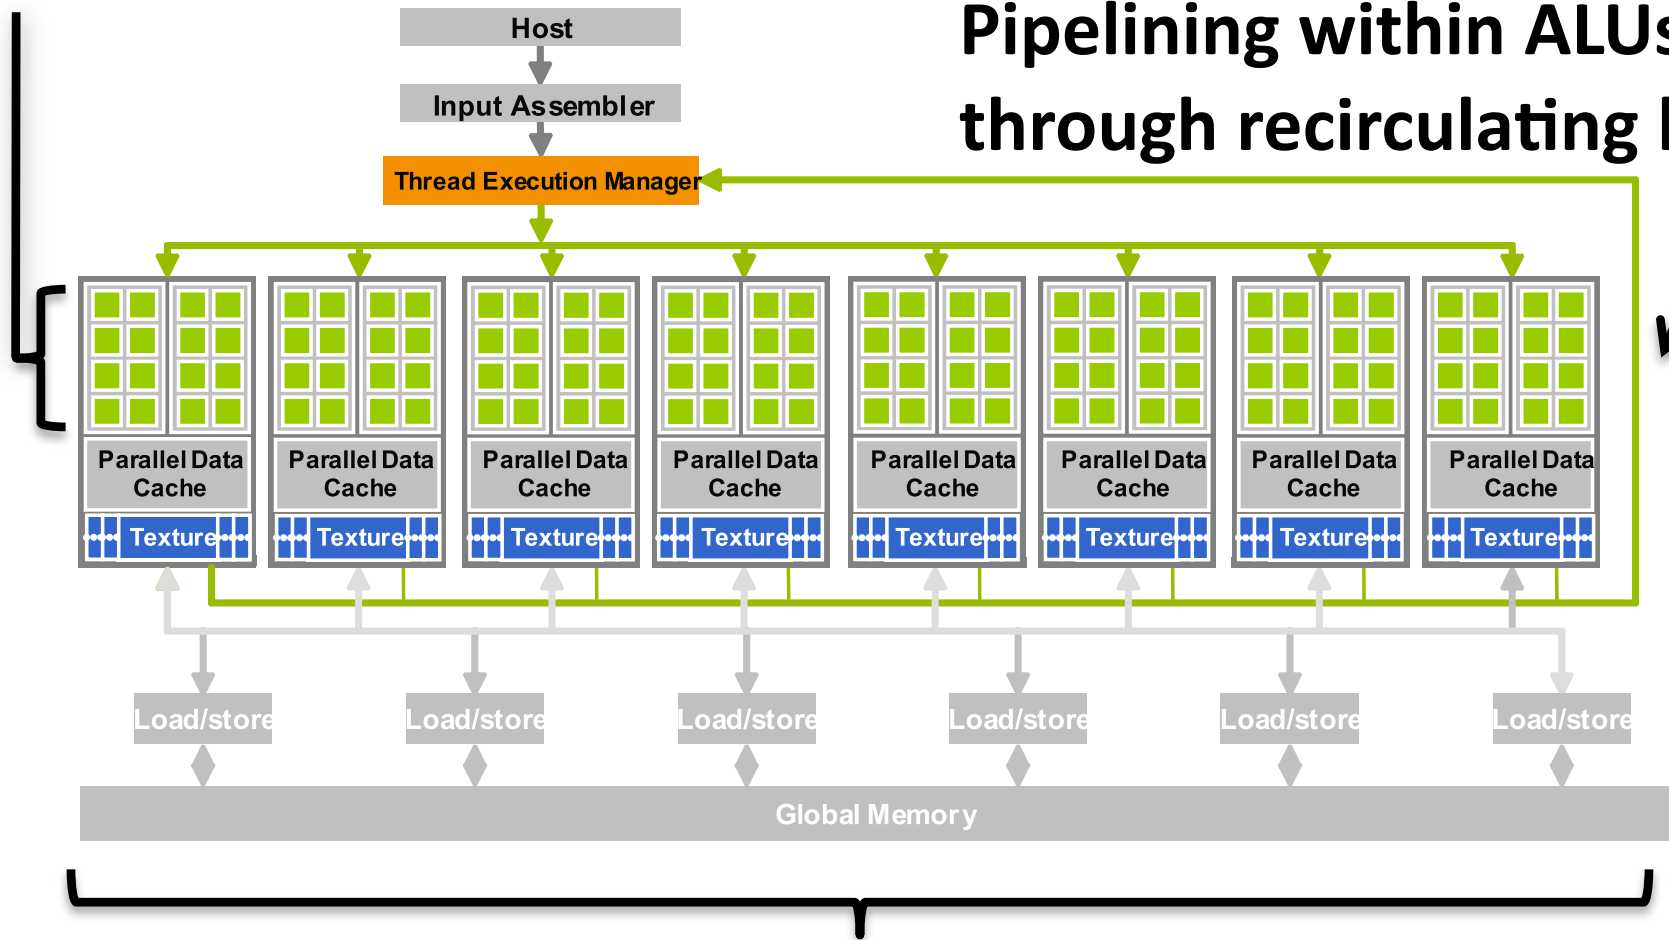 Host
Pipelining within ALUs
through recirculating
Input Assembler
Thread Execution Manager
Parallel Data Cache
Parallel Data Cache
Parallel Data Cache
Parallel Data Cache
Parallel Data Cache
Parallel Data Cache
Parallel Data Cache
Parallel Data Cache
Texture
Texture
Texture
Texture
Texture
Texture
Texture
Texture
Load/store
Load/store
Load/store
Load/store
Load/store
Load/store
Global Memory